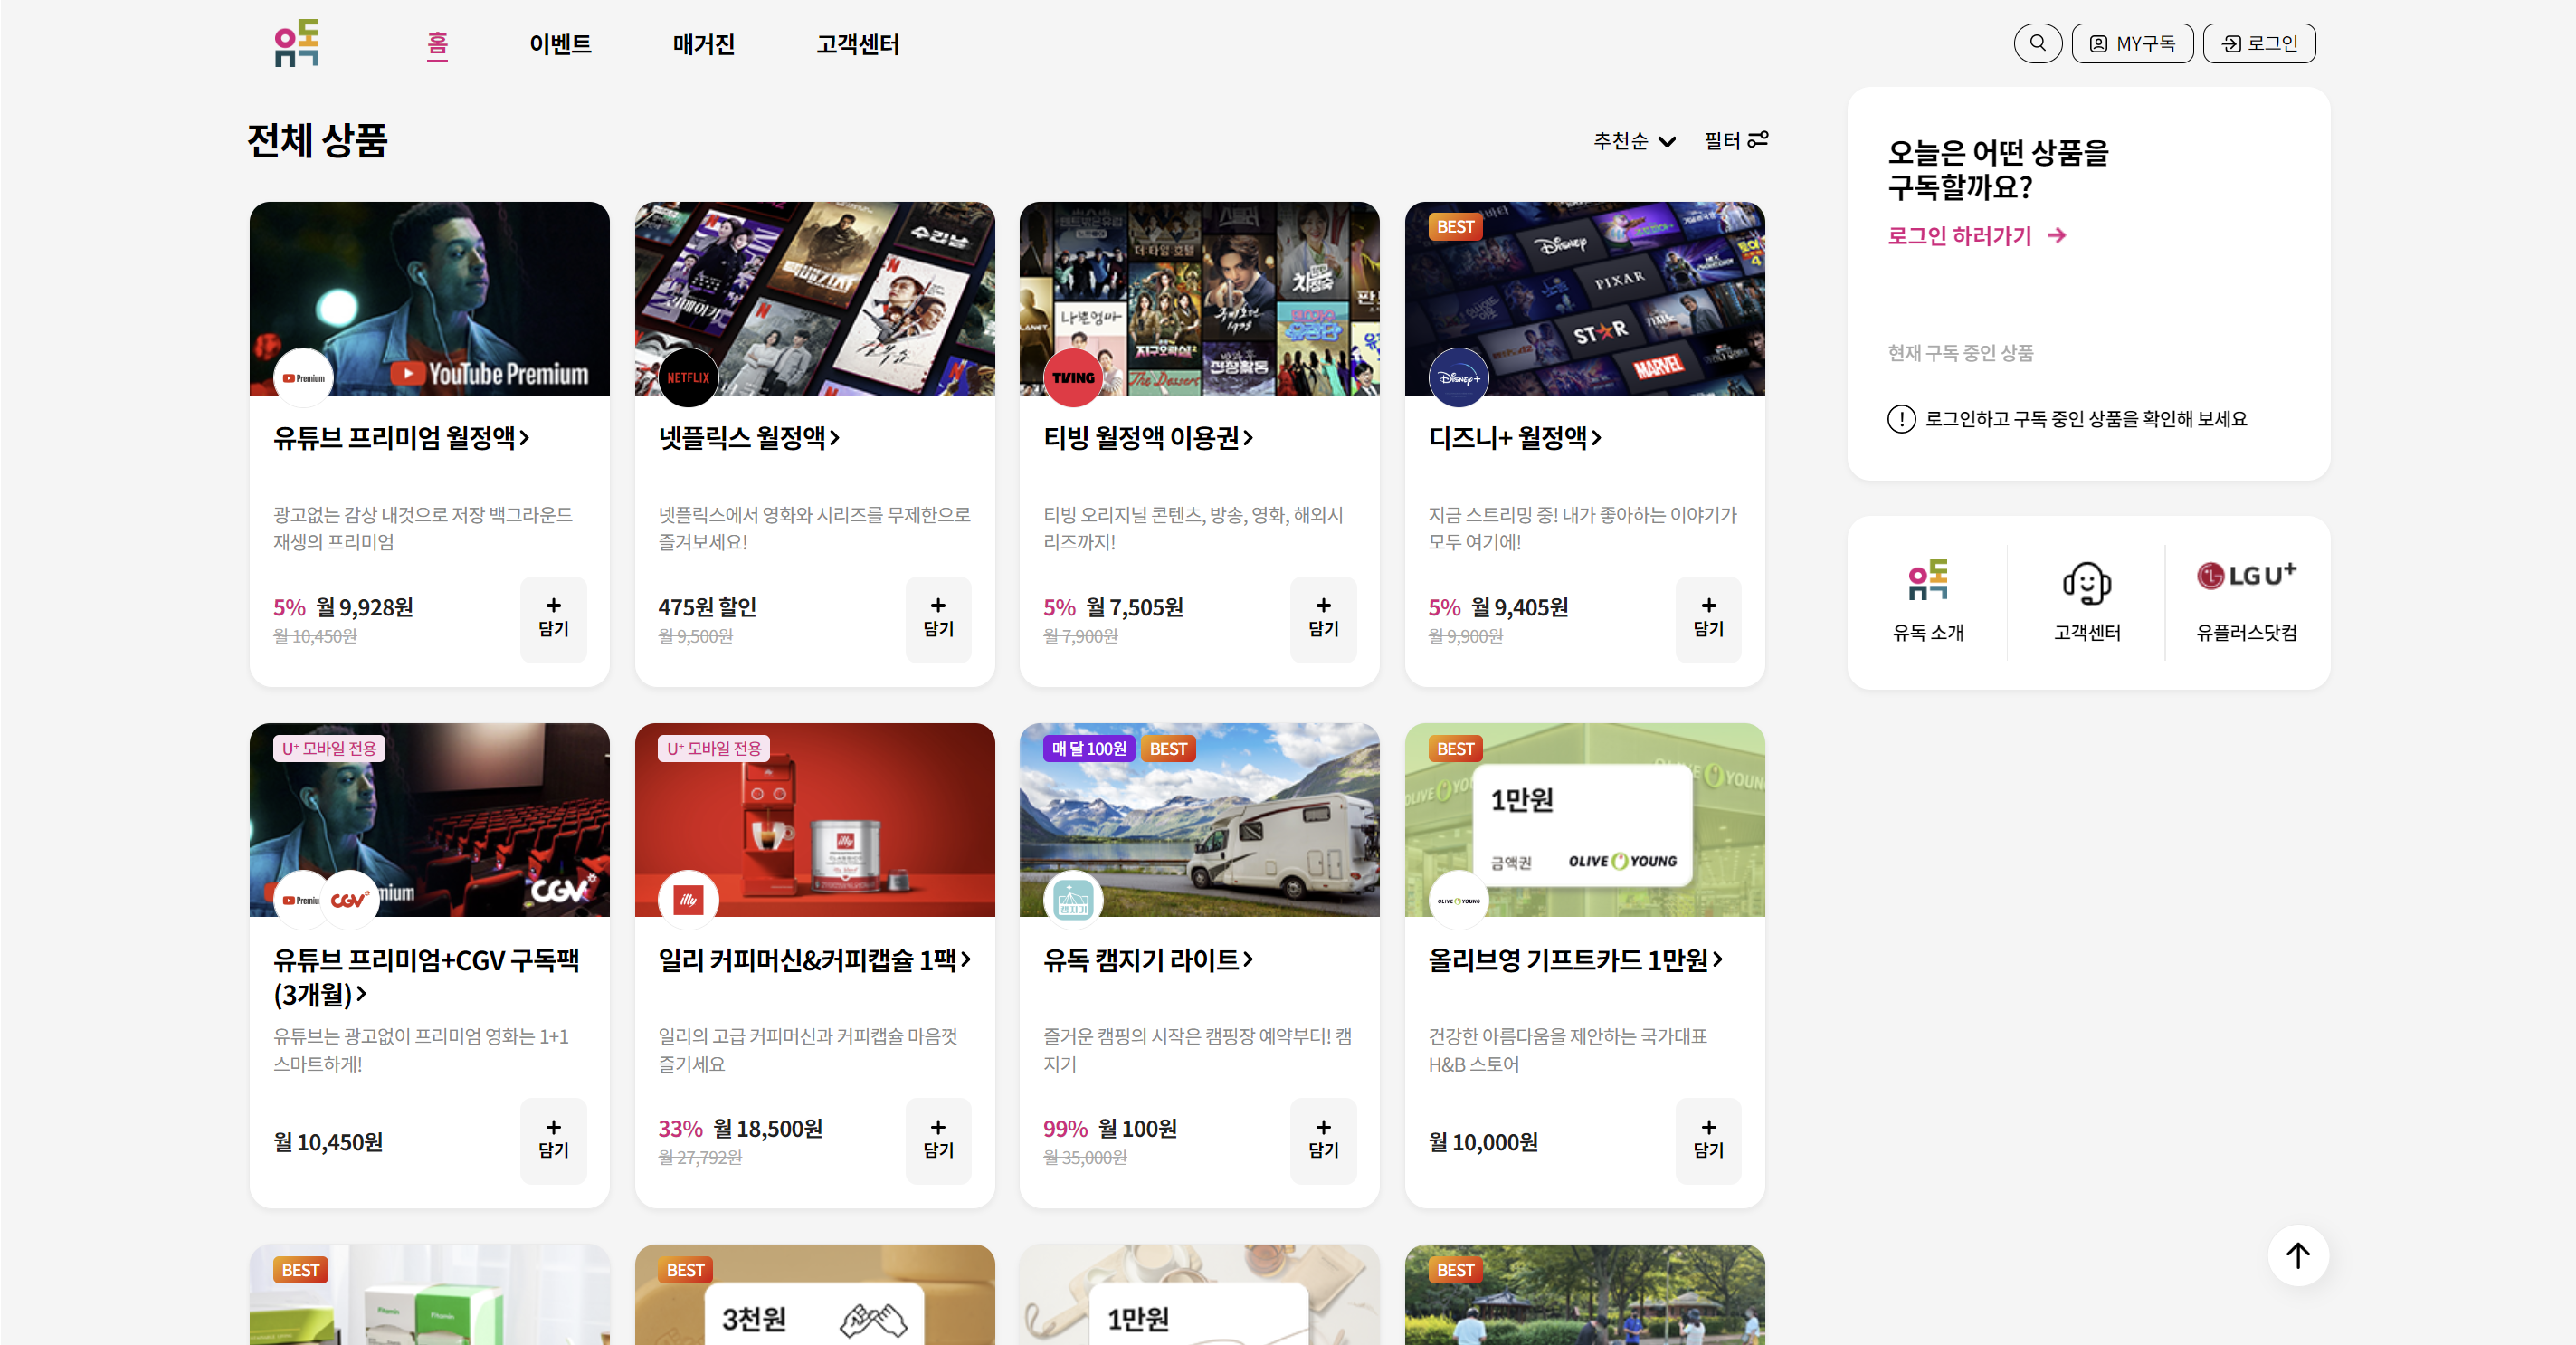 유독
홈
이벤트
매거진
고객센터
MY구독
로그인
전체 상품
추천순
필터
오늘은 어떤 상품을
구독할까요?
로그인 하러가기
현재 구독 중인 상품
로그인하고 구독 중인 상품을 확인해 보세요
유독 소개
고객센터
LG U+
유플러스닷컴
YouTube Premium
Premium
유튜브 프리미엄 월정액
광고없는 감상 내것으로 저장 백그라운드
재생의 프리미엄
5% 월 9,928원
월 10,450원
담기
수리남
NETFLIX
넷플릭스 월정액
넷플릭스에서 영화와 시리즈를 무제한으로
즐겨보세요!
475원 할인
월 9,500원
담기
나쁜엄마
TVING
티빙 월정액 이용권
티빙 오리지널 콘텐츠, 방송, 영화, 해외시
리즈까지!
5% 월 7,505원
월 7,900원
담기
BEST
Disney
PIXAR
STAR
MARVEL
Disney+
디즈니+ 월정액
지금 스트리밍 중! 내가 좋아하는 이야기가
모두 여기에!
5% 월 9,405원
월 9,900원
담기
U+ 모바일 전용
CGV
CGV
유튜브 프리미엄+CGV 구독팩
(3개월)
유튜브는 광고없이 프리미엄 영화는 1+1
스마트하게!
월 10,450원
담기
U+ 모바일 전용
illy
illy
일리 커피머신&커피캡슐 1팩
일리의 고급 커피머신과 커피캡슐 마음껏
즐기세요
33% 월 18,500원
월 27,792원
담기
매 달 100원
BEST
캠지기
유독 캠지기 라이트
즐거운 캠핑의 시작은 캠핑장 예약부터! 캠
지기
99% 월 100원
월 35,000원
담기
BEST
1만원
금액권
OLIVE YOUNG
OLIVE YOUNG
올리브영 기프트카드 1만원
건강한 아름다움을 제안하는 국가대표
H&B 스토어
월 10,000원
담기
BEST
Fitamin
Fitamin
BEST
3천원
1만원
BEST